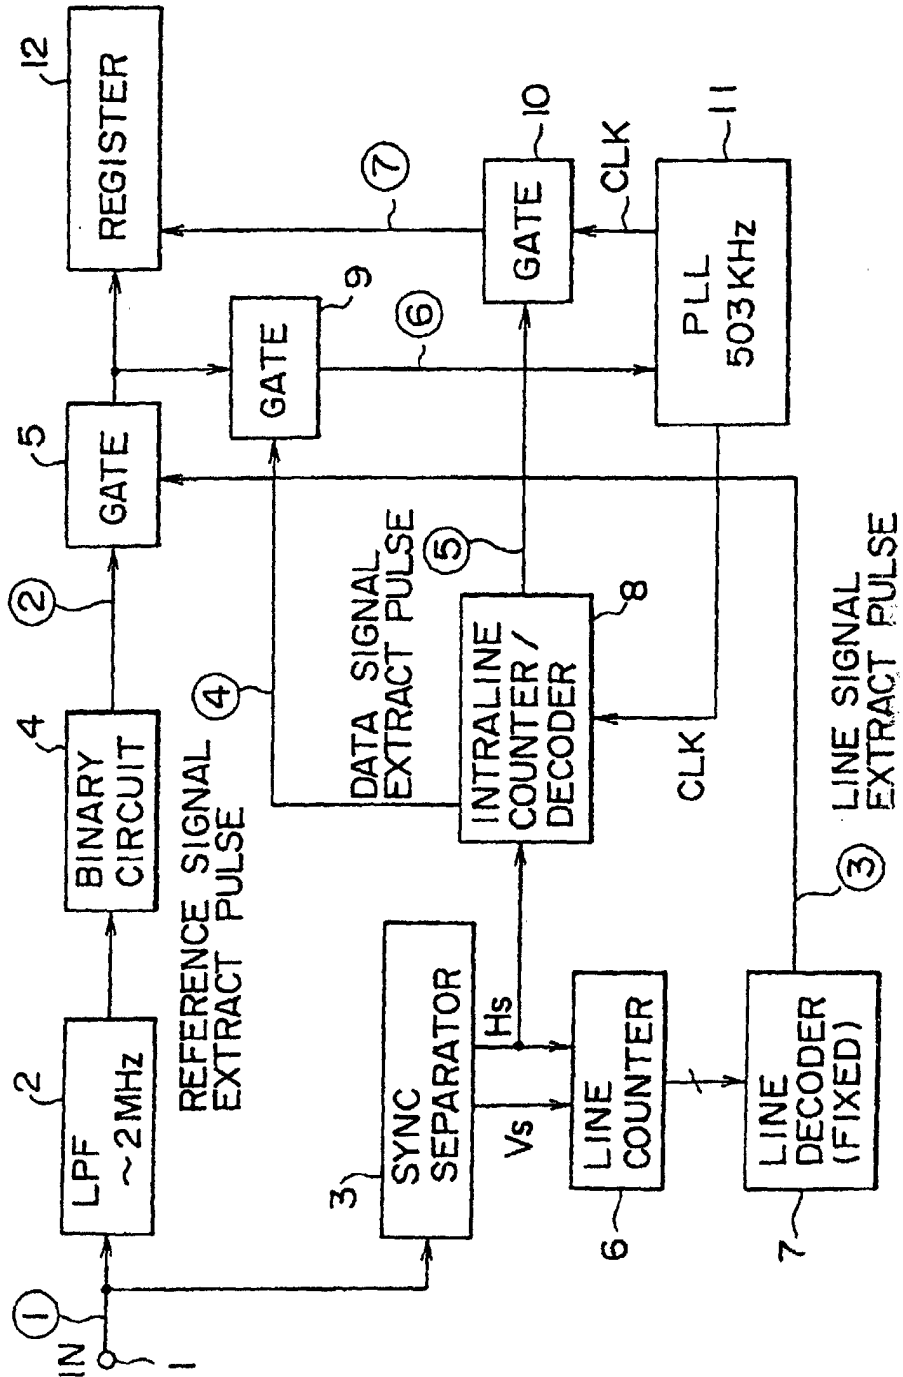 IN
1
①
LPF
~2MHz
2
REFERENCE SIGNAL
EXTRACT PULSE
BINARY
CIRCUIT
4
②
GATE
5
REGISTER
12
④
GATE
9
⑥
⑦
DATA SIGNAL
EXTRACT PULSE
SYNC
SEPARATOR
3
Hs
Vs
INTRALINE
COUNTER/
DECODER
8
⑤
GATE
10
CLK
LINE
COUNTER
6
CLK
PLL
503KHz
11
LINE
DECODER
(FIXED)
7
③
LINE SIGNAL
EXTRACT PULSE